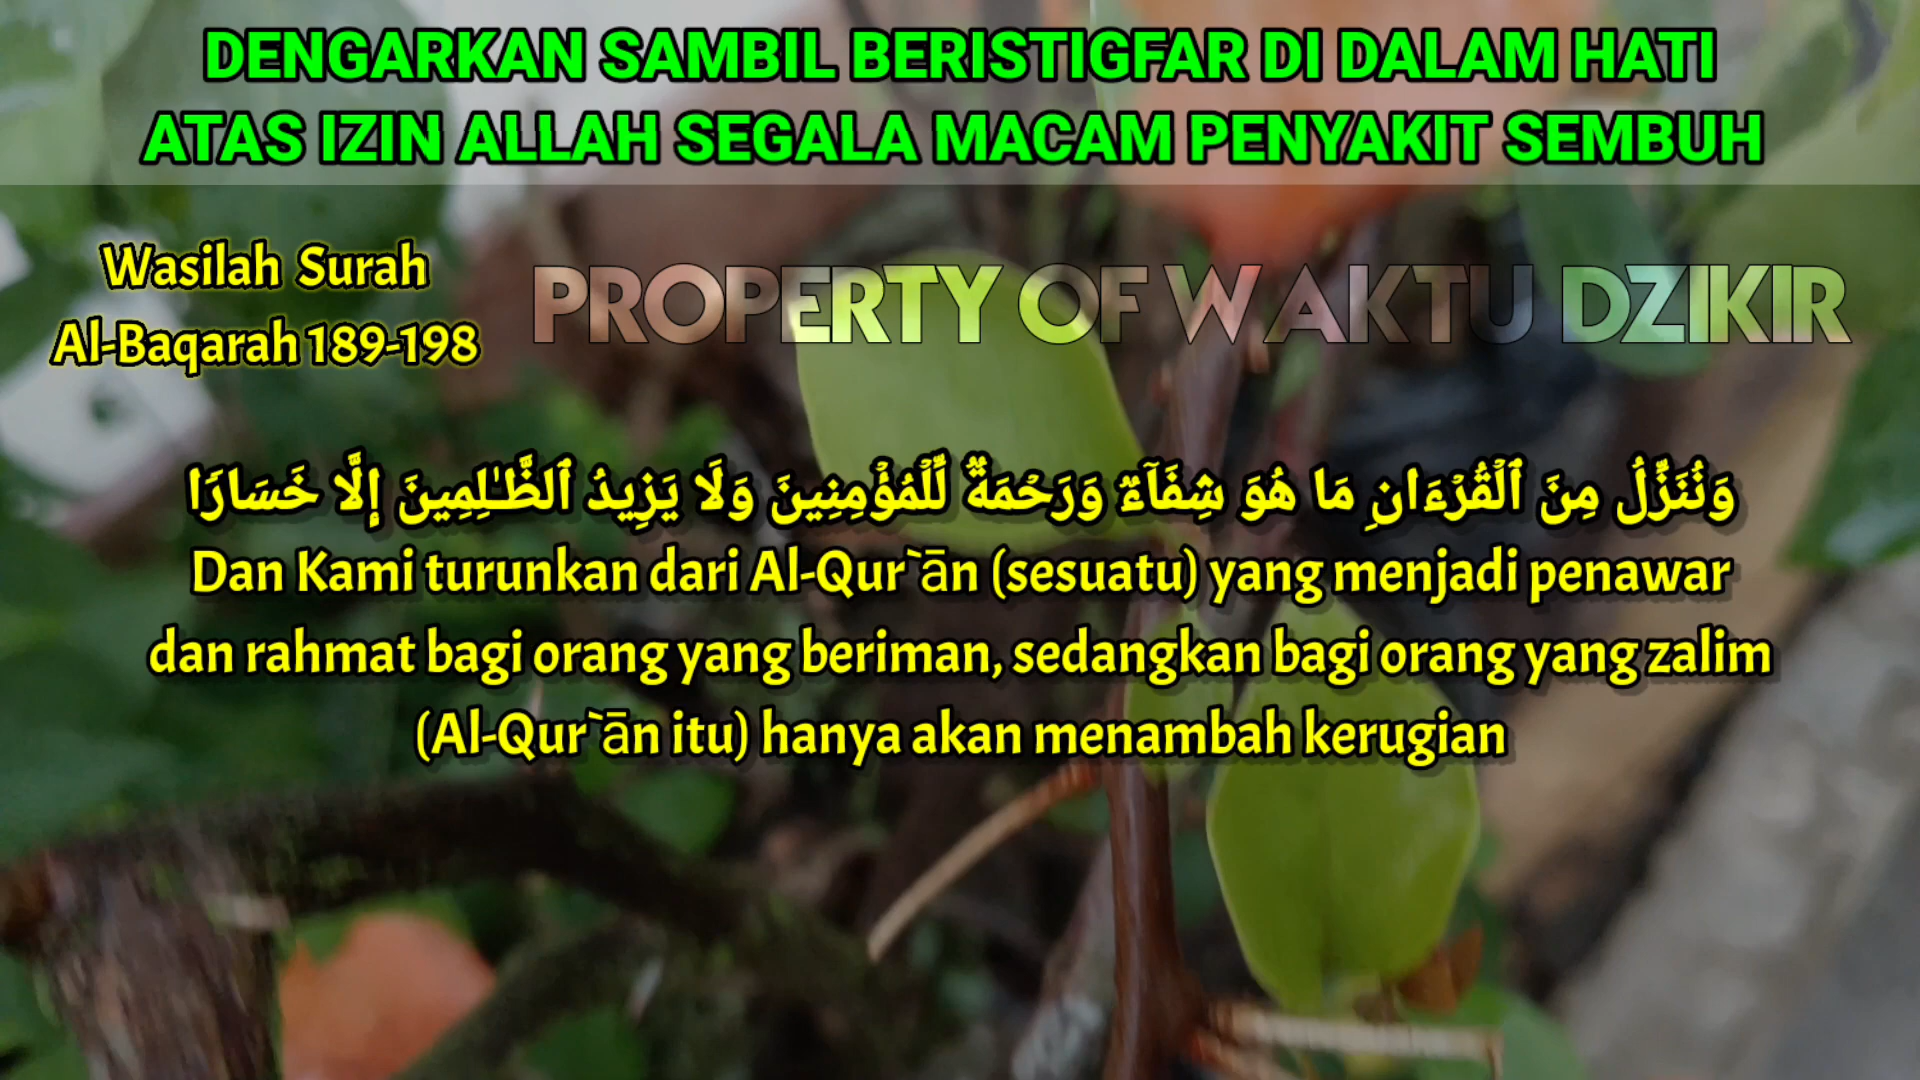 DENGARKAN SAMBIL BERISTIGFAR DI DALAM HATI
ATAS IZIN ALLAH SEGALA MACAM PENYAKIT SEMBUH
Wasilah Surah
Al-Baqarah 189-198
PROPERTY OF WAKTU DZIKIR
وَنُنَزِّلُ مِنَ ٱلْقُرْءَانِ مَا هُوَ شِفَآءٌ وَرَحْمَةٌ لِّلْمُؤْمِنِينَ وَلَا يَزِيدُ ٱلظَّـٰلِمِينَ إِلَّا خَسَارًا
Dan Kami turunkan dari Al-Qur`ān (sesuatu) yang menjadi penawar
dan rahmat bagi orang yang beriman, sedangkan bagi orang yang zalim
(Al-Qur`ān itu) hanya akan menambah kerugian